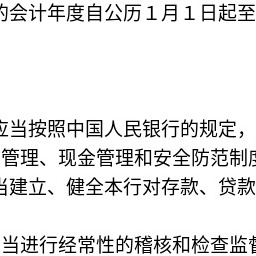 的会计年度自公历１月１日起至
应当按照中国人民银行的规定，
管理、现金管理和安全防范制度
当建立、健全本行对存款、贷款
当进行经常性的稽核和检查监督